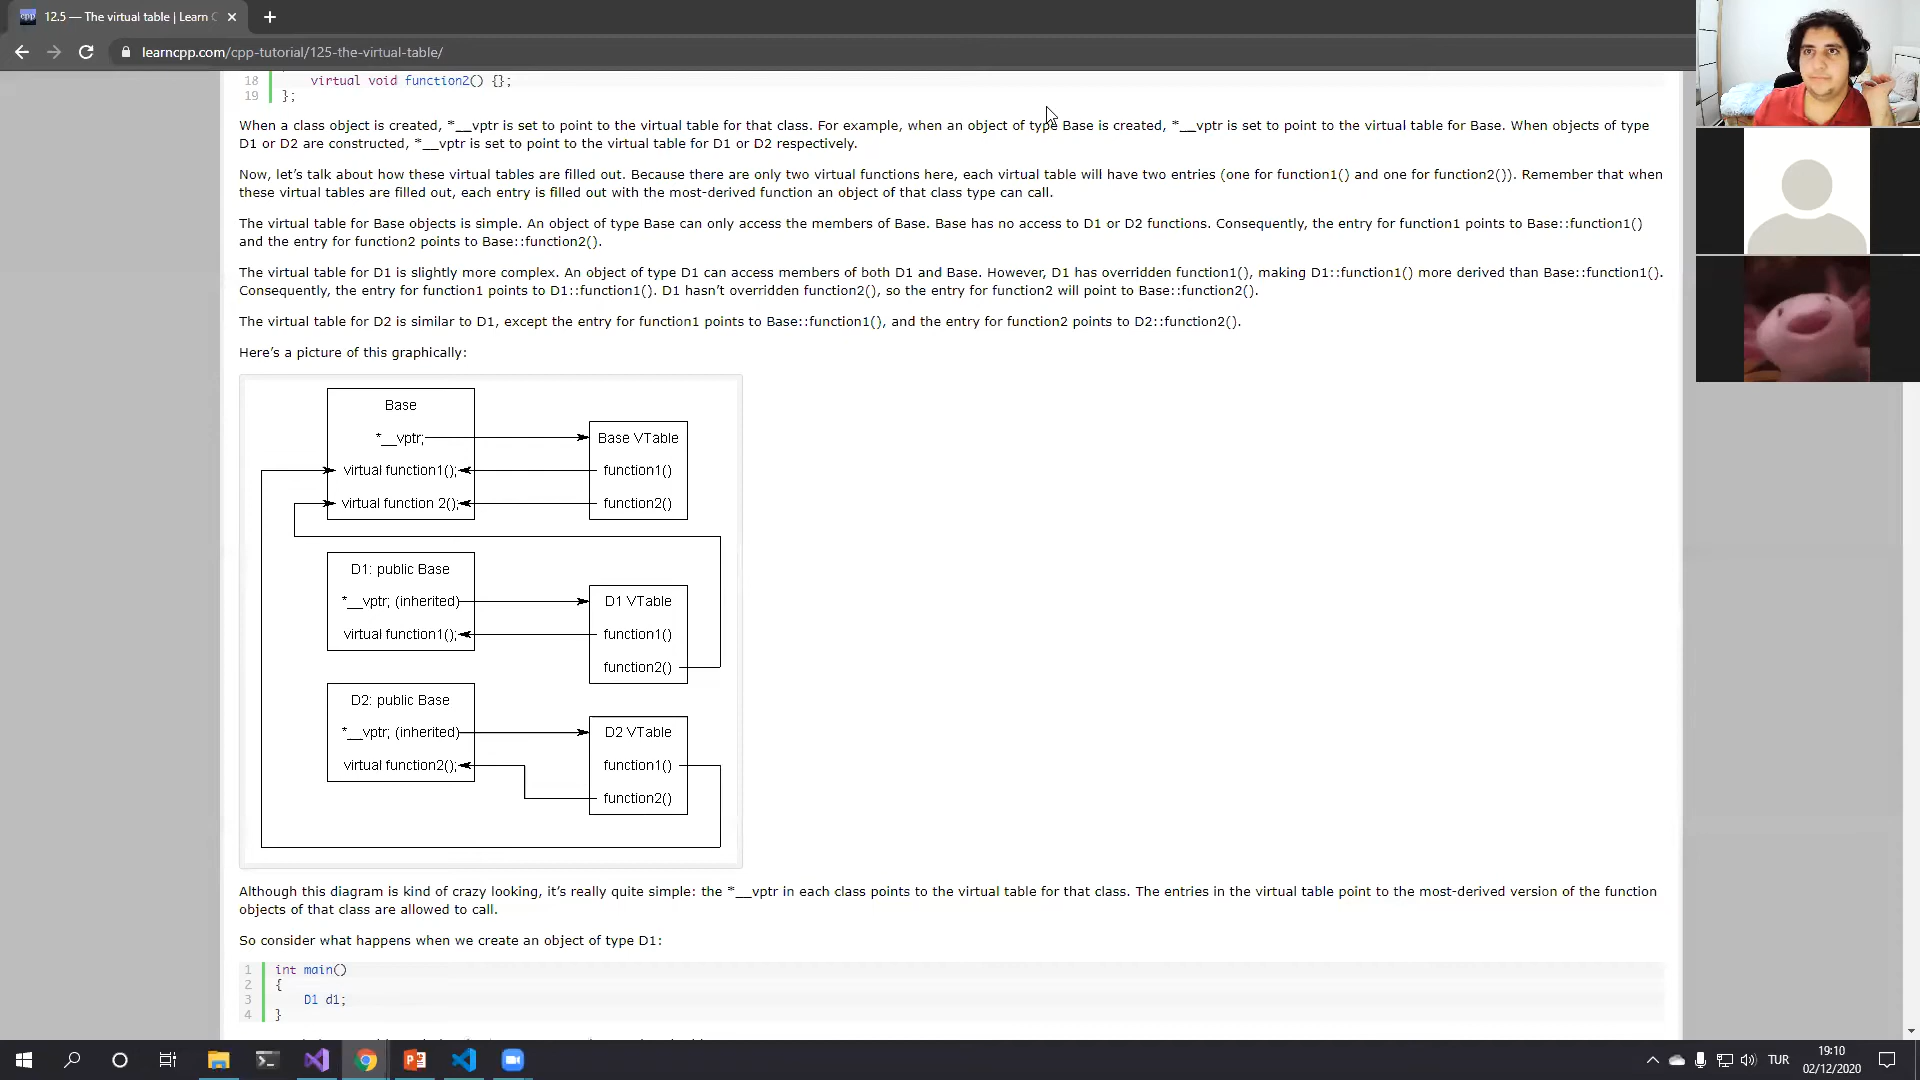 12.5 — The virtual table | Learn C
learncpp.com/cpp-tutorial/125-the-virtual-table/
18 virtual void function2() {};
19 };
When a class object is created, *__vptr is set to point to the virtual table for that class. For example, when an object of type Base is created, *__vptr is set to point to the virtual table for Base. When objects of type
D1 or D2 are constructed, *__vptr is set to point to the virtual table for D1 or D2 respectively.
Now, let’s talk about how these virtual tables are filled out. Because there are only two virtual functions here, each virtual table will have two entries (one for function1() and one for function2()). Remember that when
these virtual tables are filled out, each entry is filled out with the most-derived function an object of that class type can call.
The virtual table for Base objects is simple. An object of type Base can only access the members of Base. Base has no access to D1 or D2 functions. Consequently, the entry for function1 points to Base::function1()
and the entry for function2 points to Base::function2().
The virtual table for D1 is slightly more complex. An object of type D1 can access members of both D1 and Base. However, D1 has overridden function1(), making D1::function1() more derived than Base::function1().
Consequently, the entry for function1 points to D1::function1(). D1 hasn’t overridden function2(), so the entry for function2 will point to Base::function2().
The virtual table for D2 is similar to D1, except the entry for function1 points to Base::function1(), and the entry for function2 points to D2::function2().
Here’s a picture of this graphically:
Base
*__vptr;
virtual function1();
virtual function 2();
Base VTable
function1()
function2()
D1: public Base
*__vptr; (inherited)
virtual function1();
D1 VTable
function1()
function2()
D2: public Base
*__vptr; (inherited)
virtual function2();
D2 VTable
function1()
function2()
Although this diagram is kind of crazy looking, it’s really quite simple: the *__vptr in each class points to the virtual table for that class. The entries in the virtual table point to the most-derived version of the function
objects of that class are allowed to call.
So consider what happens when we create an object of type D1:
1 int main()
2 {
3 D1 d1;
4 }
TUR
19:10
02/12/2020